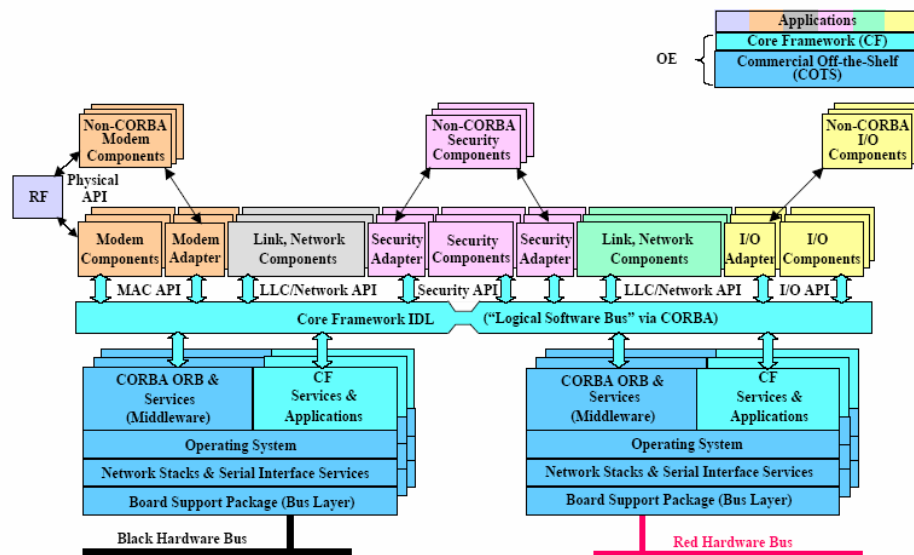 Applications
Core Framework (CF)
OE
Commercial Off-the-Shelf
(COTS)
Non-CORBA
Modem
Components
Non-CORBA
Security
Components
Non-CORBA
I/O
Components
RF
Physical
API
Modem
Components
Modem
Adapter
Link, Network
Components
Security
Adapter
Security
Components
Security
Adapter
Link, Network
Components
I/O
Adapter
I/O
Components
MAC API
LLC/Network API
Security API
LLC/Network API
I/O API
Core Framework IDL
("Logical Software Bus" via CORBA)
CORBA ORB &
Services
(Middleware)
CF
Services &
Applications
Operating System
Network Stacks & Serial Interface Services
Board Support Package (Bus Layer)
CORBA ORB &
Services
(Middleware)
CF
Services &
Applications
Operating System
Network Stacks & Serial Interface Services
Board Support Package (Bus Layer)
Black Hardware Bus
Red Hardware Bus